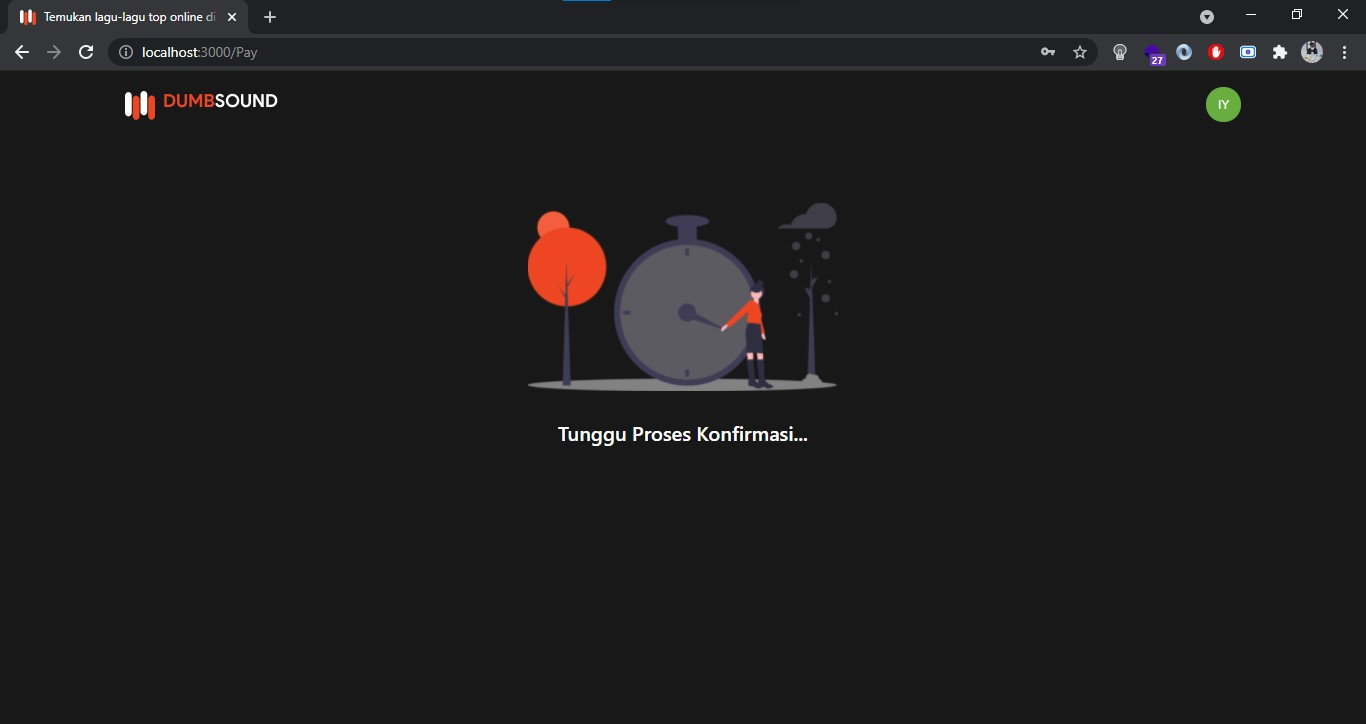 Temukan lagu-lagu top online di
localhost:3000/Pay
27
DUMBSOUND
IY
Tunggu Proses Konfirmasi...